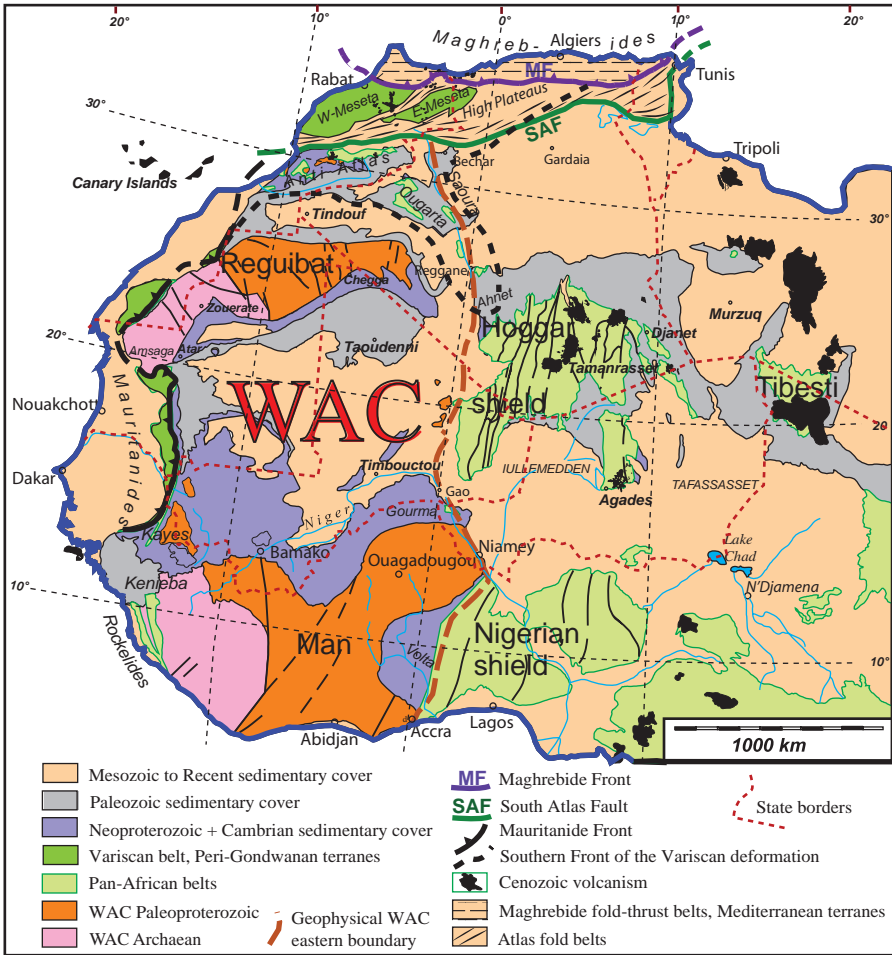 20°
10°
0°
10°
20°
Maghreb-ides
Algiers
Tunis
Rabat
MF
30°
W-Meseta
E-Meseta
High Plateaus
SAF
Tripoli
Canary Islands
Anti Atlas
Bechar
Gardaia
Saoura
Ougarta
Tindouf
30°
Reguibat
Reggane
Chegga
Ahnet
Zouerate
Murzuq
20°
Hoggar
Djanet
Amsaga
Atar
Taoudenni
Tamanrasset
Tibesti
Mauritanides
Nouakchott
WAC
shield
20°
Dakar
Timbouctou
IULLEMEDDEN
TAFASSASSET
Agades
Gao
Niger
Gourma
Kayes
Bamako
Niamey
Lake
Chad
Ouagadougou
Kenieba
N'Djamena
10°
Rockelides
Man
Volta
Nigerian
shield
10°
Abidjan
Accra
Lagos
1000 km
Mesozoic to Recent sedimentary cover
Paleozoic sedimentary cover
Neoproterozoic + Cambrian sedimentary cover
Variscan belt, Peri-Gondwanan terranes
Pan-African belts
WAC Paleoproterozoic
WAC Archaean
Geophysical WAC
eastern boundary
MF Maghrebide Front
SAF South Atlas Fault
Mauritanide Front
Southern Front of the Variscan deformation
Cenozoic volcanism
Maghrebide fold-thrust belts, Mediterranean terranes
Atlas fold belts
State borders